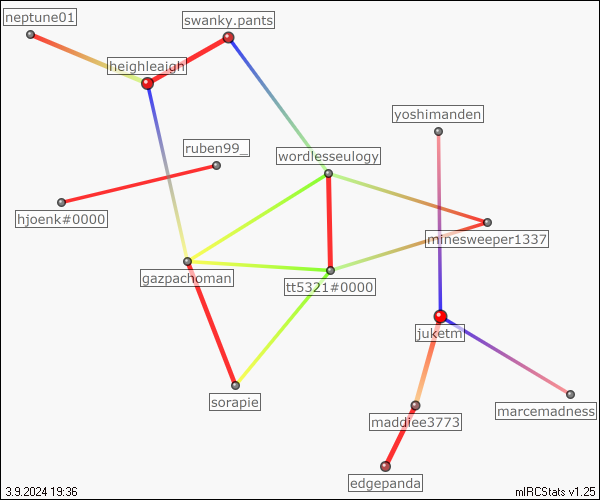 neptune01
swanky.pants
heighleaigh
yoshimanden
ruben99_
wordlesseulogy
hjoenk#0000
minesweeper1337
gazpachoman
tt5321#0000
juketm
sorapie
marcemadness
maddiee3773
edgepanda
3.9.2024 19:36
mIRCStats v1.25